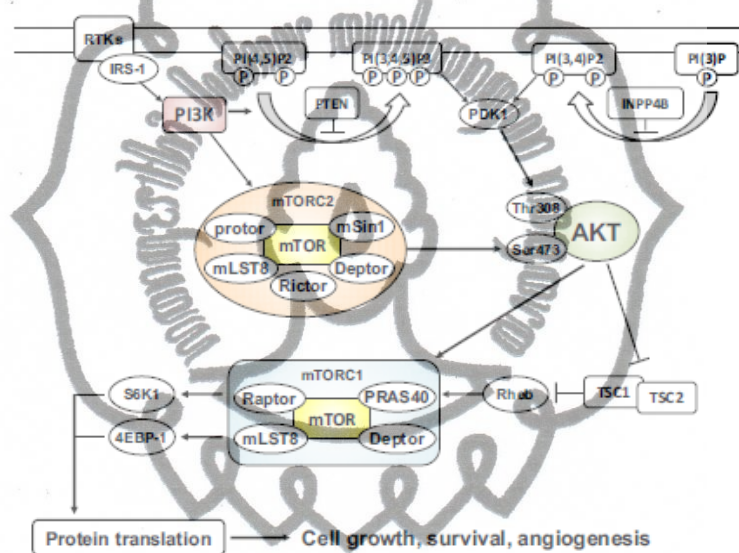 RTKs
IRS-1
PI(4,5)P2
P P
PI(3,4,5)P3
P P P
PI(3,4)P2
P P
PI(3)P
P
PI3K
PTEN
PDK1
INPP4B
mTORC2
protor
mSin1
mTOR
mLST8
Deptor
Rictor
Thr308
Ser473
AKT
mTORC1
S6K1
Raptor
PRAS40
Rheb
TSC1
TSC2
mTOR
4EBP-1
mLST8
Deptor
Protein translation
Cell growth, survival, angiogenesis